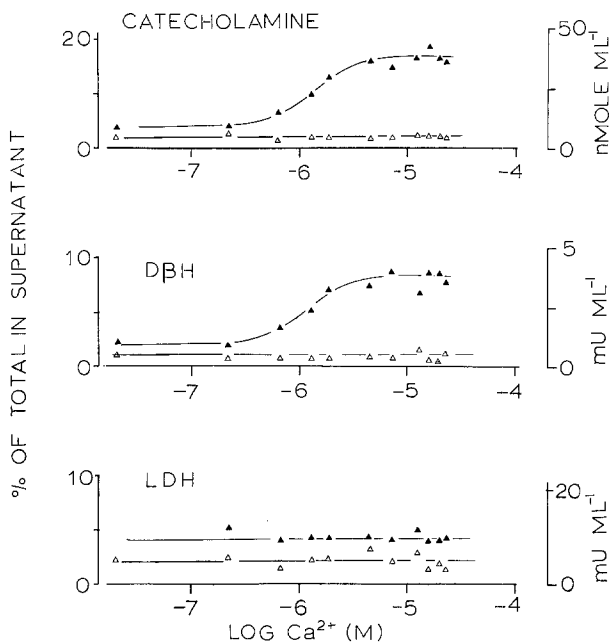 CATECHOLAMINE
20
10
0
50
0
nMOLE ML⁻¹
-7 -6 -5 -4
DβH
10
0
5
0
mU ML⁻¹
-7 -6 -5 -4
LDH
10
0
20
0
mU ML⁻¹
-7 -6 -5 -4
LOG Ca²⁺ (M)
% OF TOTAL IN SUPERNATANT